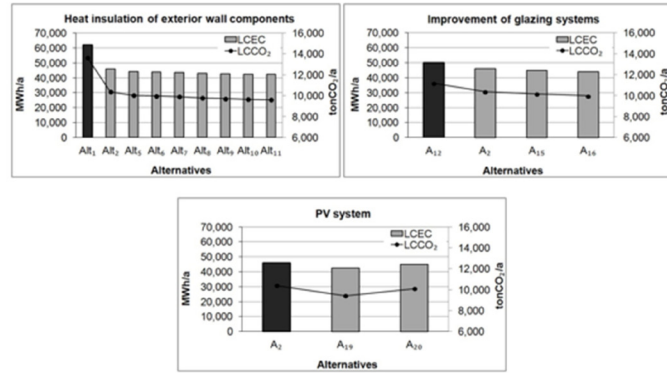 Heat insulation of exterior wall components
70,000
60,000
50,000
40,000
30,000
20,000
10,000
0
MWh/a
LCEC
LCCO₂
16,000
14,000
12,000
10,000
8,000
6,000
tonCO₂/a
Alt₁ Alt₂ Alt₅ Alt₆ Alt₇ Alt₈ Alt₉ Alt₁₀ Alt₁₁
Alternatives
Improvement of glazing systems
70,000
60,000
50,000
40,000
30,000
20,000
10,000
0
MWh/a
LCEC
LCCO₂
16,000
14,000
12,000
10,000
8,000
6,000
tonCO₂/a
A₁₂ A₂ A₁₅ A₁₆
Alternatives
PV system
70,000
60,000
50,000
40,000
30,000
20,000
10,000
0
MWh/a
LCEC
LCCO₂
16,000
14,000
12,000
10,000
8,000
6,000
tonCO₂/a
A₂ A₁₉ A₂₀
Alternatives